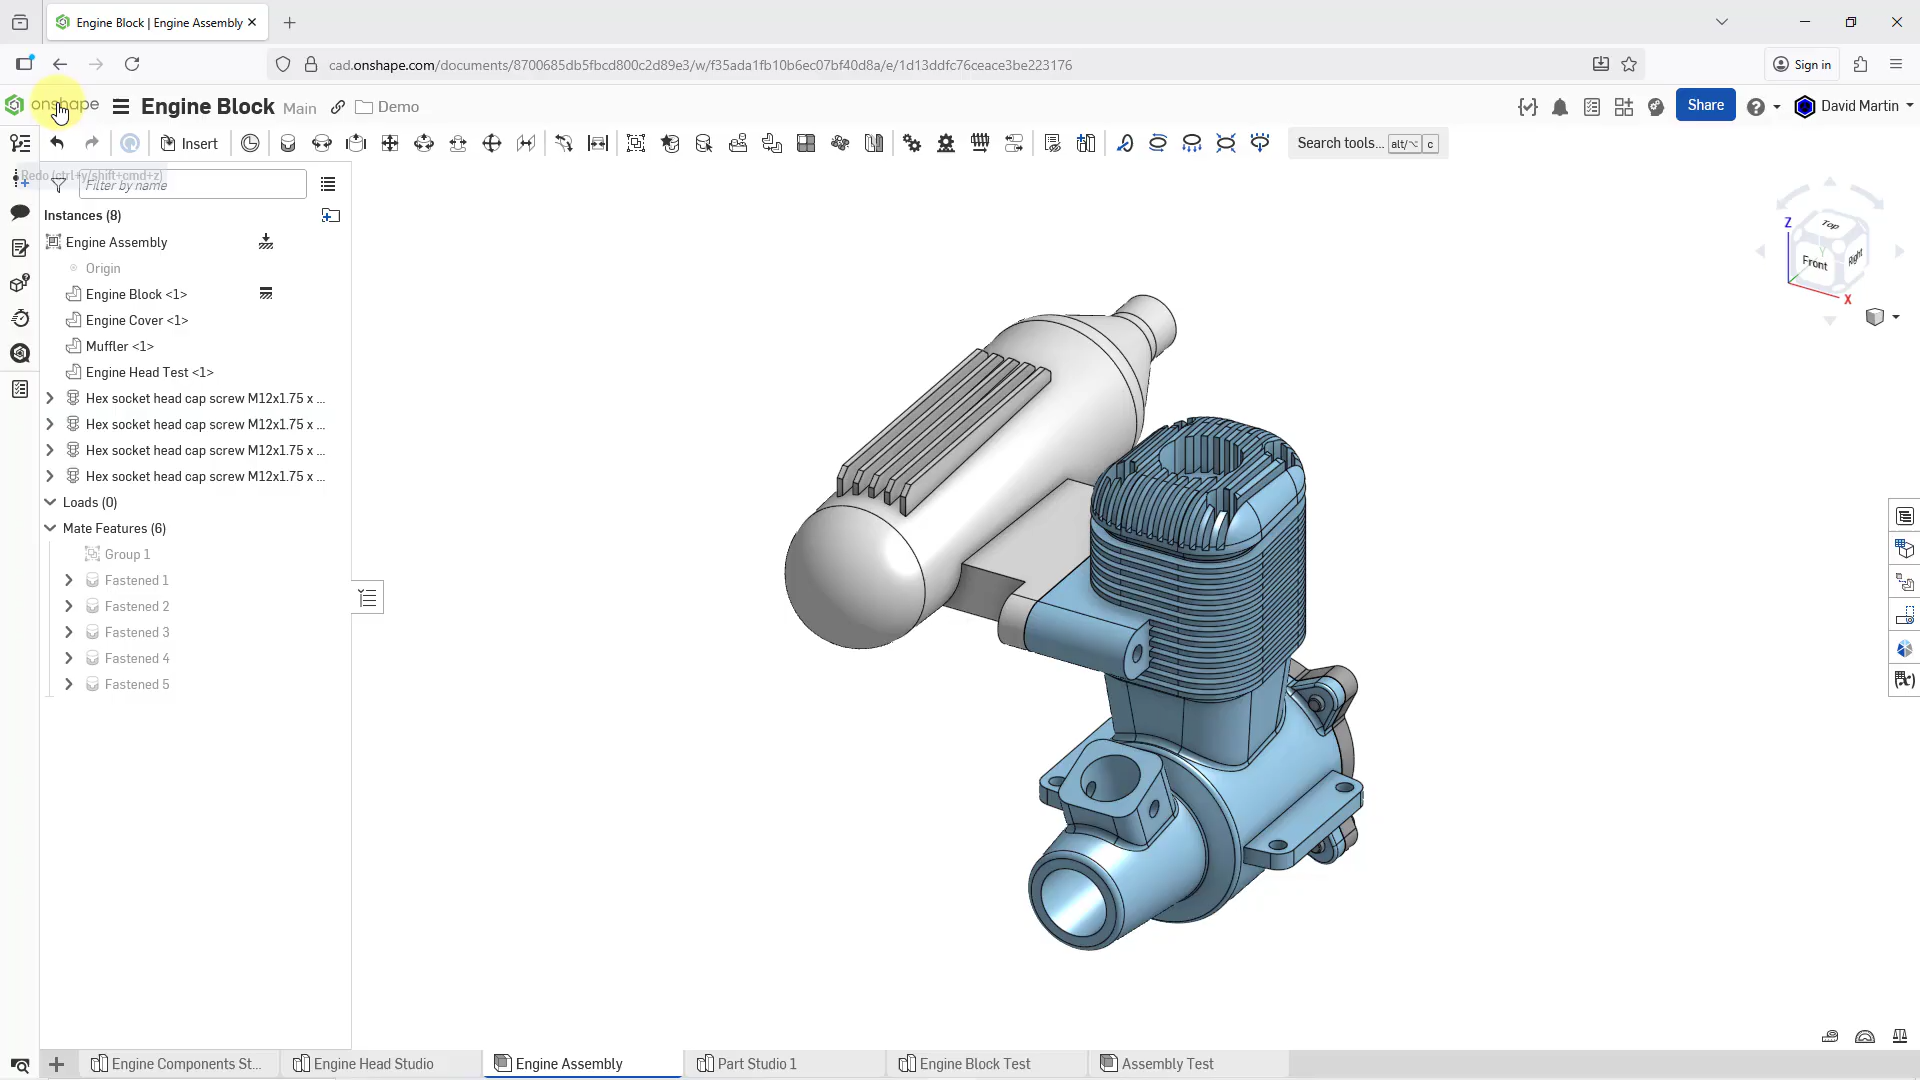 Engine Block | Engine Assembly
cad.onshape.com/documents/8700685db5fbcd800c2d89e3/w/f35ada1fb10b6ec07bf40d8a/e/1d13ddfc76ceace3be223176
Sign in
onshape
Engine Block Main Demo
Share
David Martin
Insert
Search tools... alt/⌥ c
Redo (ctrl+y/shift+cmd+z)
Filter by name
Instances (8)
Engine Assembly
Origin
Engine Block <1>
Engine Cover <1>
Muffler <1>
Engine Head Test <1>
Hex socket head cap screw M12x1.75 x ...
Hex socket head cap screw M12x1.75 x ...
Hex socket head cap screw M12x1.75 x ...
Hex socket head cap screw M12x1.75 x ...
Loads (0)
Mate Features (6)
Group 1
Fastened 1
Fastened 2
Fastened 3
Fastened 4
Fastened 5
Z
Top
Front
Right
X
Engine Components St...
Engine Head Studio
Engine Assembly
Part Studio 1
Engine Block Test
Assembly Test